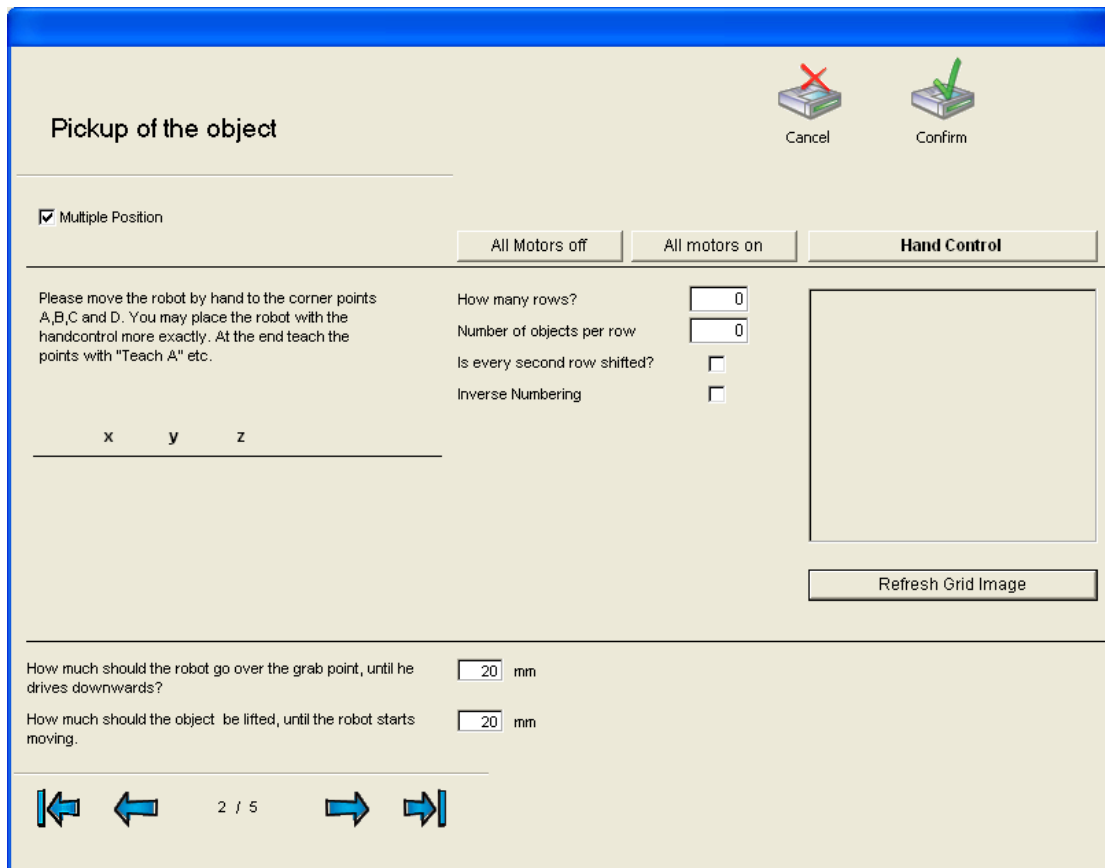 Pickup of the object
Cancel
Confirm
Multiple Position
All Motors off
All motors on
Hand Control
Please move the robot by hand to the corner points
A,B,C and D. You may place the robot with the
handcontrol more exactly. At the end teach the
points with "Teach A" etc.
x y z
How many rows? 0
Number of objects per row 0
Is every second row shifted?
Inverse Numbering
Refresh Grid Image
How much should the robot go over the grab point, until he
drives downwards?
20 mm
How much should the object be lifted, until the robot starts
moving.
20 mm
2 / 5